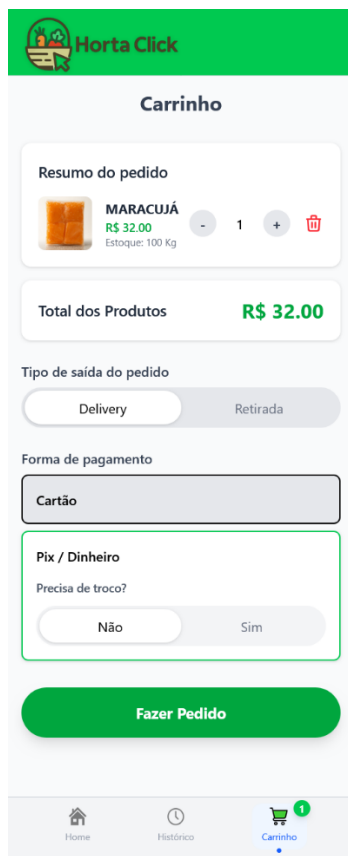 Horta Click
Carrinho
Resumo do pedido
MARACUJÁ
R$ 32.00
Estoque: 100 Kg
- 1 +
Total dos Produtos R$ 32.00
Tipo de saída do pedido
Delivery Retirada
Forma de pagamento
Cartão
Pix / Dinheiro
Precisa de troco?
Não Sim
Fazer Pedido
1
Home Histórico Carrinho